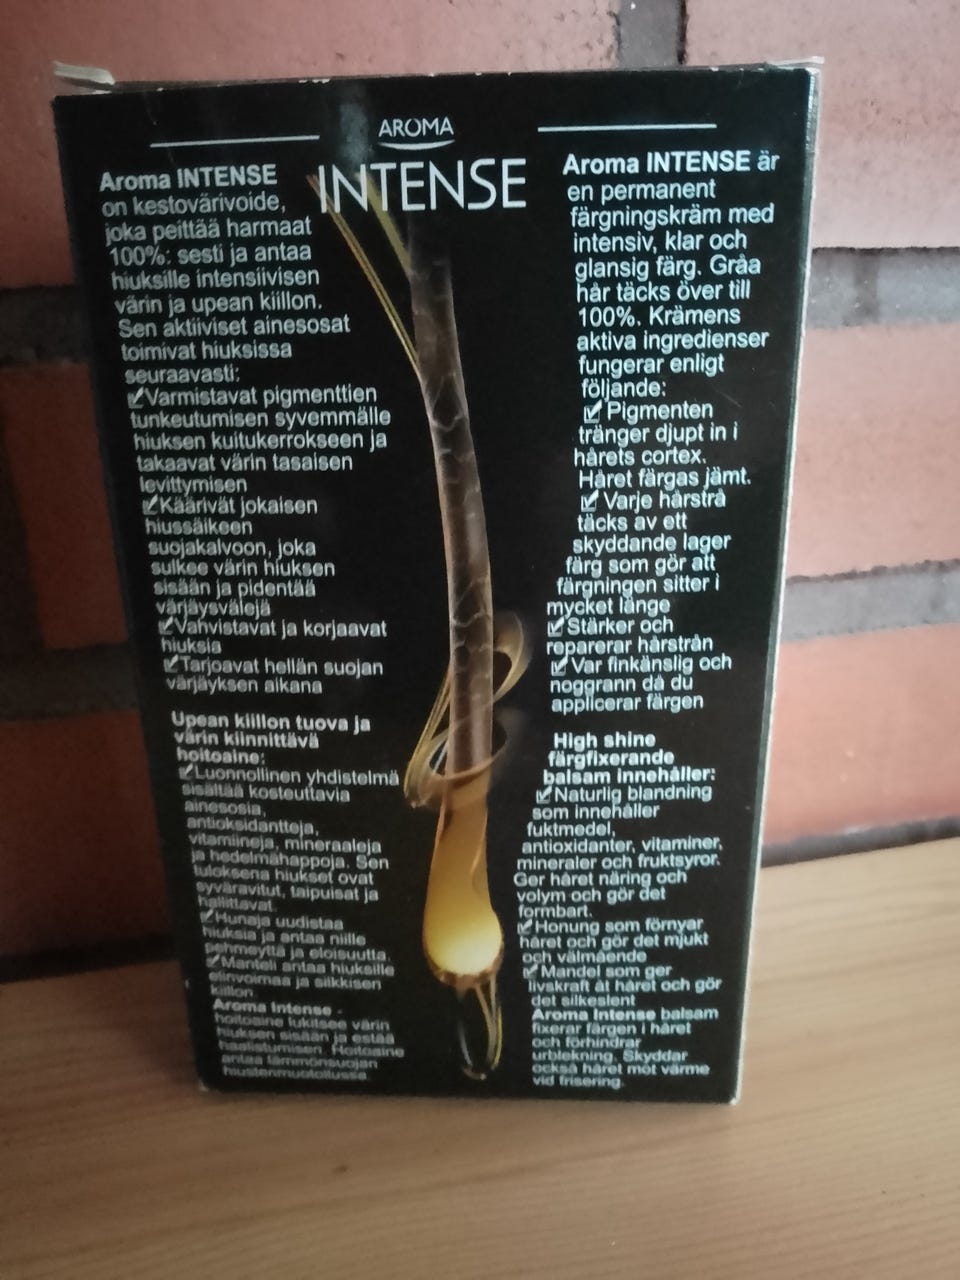 AROMA
INTENSE
Aroma INTENSE
on kestovärivoide,
joka peittää harmaat
100%: sesti ja antaa
hiuksille intensiivisen
värin ja upean kiillon.
Sen aktiiviset ainesosat
toimivat hiuksissa
seuraavasti:
☑Varmistavat pigmenttien
tunkeutumisen syvemmälle
hiuksen kuitukerrokseen ja
takaavat värin tasaisen
levittymisen
☑Käärivät jokaisen
hiussäikeen
suojakalvoon, joka
sulkee värin hiuksen
sisään ja pidentää
värjäysvälejä
☑Vahvistavat ja korjaavat
hiuksia
☑Tarjoavat hellän suojan
värjäyksen aikana
Upean kiillon tuova ja
värin kiinnittävä
hoitoaine:
☑Luonnollinen yhdistelmä
sisältää kosteuttavia
ainesosia,
antioksidantteja,
vitamiineja, mineraaleja
ja hedelmähappoja. Sen
tuloksena hiukset ovat
syväravitut, taipuisat ja
hallittavat.
☑Hunaja uudistaa
hiuksia ja antaa niille
pehmeyttä ja eloisuutta.
☑Manteli antaa hiuksille
elinvoimaa ja silkkisen
kiillon.
Aroma Intense -
hoitoaine lukitsee värin
hiuksen sisään ja estää
haalistumisen. Hoitoaine
antaa lämmönsuojan
hiustenmuotoilussa.
Aroma INTENSE är
en permanent
färgningskräm med
intensiv, klar och
glansig färg. Gråa
hår täcks över till
100%. Krämens
aktiva ingredienser
fungerar enligt
följande:
☑ Pigmenten
tränger djupt in i
hårets cortex.
Håret färgas jämt.
☑ Varje hårstrå
täcks av ett
skyddande lager
färg som gör att
färgningen sitter i
mycket länge
☑Stärker och
reparerar hårstrån
☑Var finkänslig och
noggrann då du
applicerar färgen
High shine
färgfixerande
balsam innehåller:
☑Naturlig blandning
som innehåller
fuktmedel,
antioxidanter, vitaminer,
mineraler och fruktsyror.
Ger håret näring och
volym och gör det
formbart.
☑Honung som förnyar
håret och gör det mjukt
och välmående
☑Mandel som ger
livskraft åt håret och gör
det silkeslent
Aroma Intense balsam
fixerar färgen i håret
och förhindrar
urblekning. Skyddar
också håret mot värme
vid frisering.